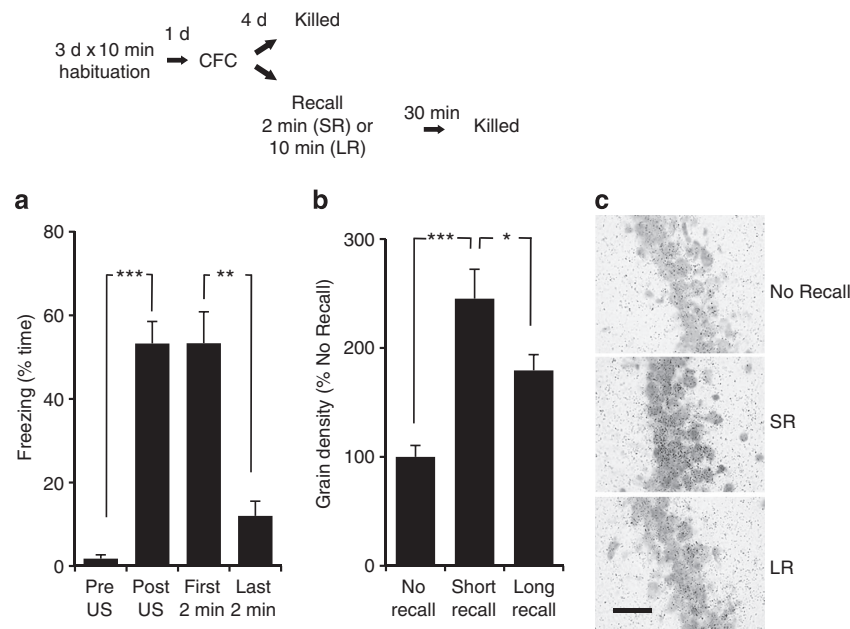 1 d
4 d
Killed
3 d x 10 min
habituation
CFC
Recall
2 min (SR) or
10 min (LR)
30 min
Killed
a
80
60
40
20
0
Freezing (% time)
***
**
Pre
US
Post
US
First
2 min
Last
2 min
b
300
200
100
0
Grain density (% No Recall)
***
*
No
recall
Short
recall
Long
recall
c
No Recall
SR
LR